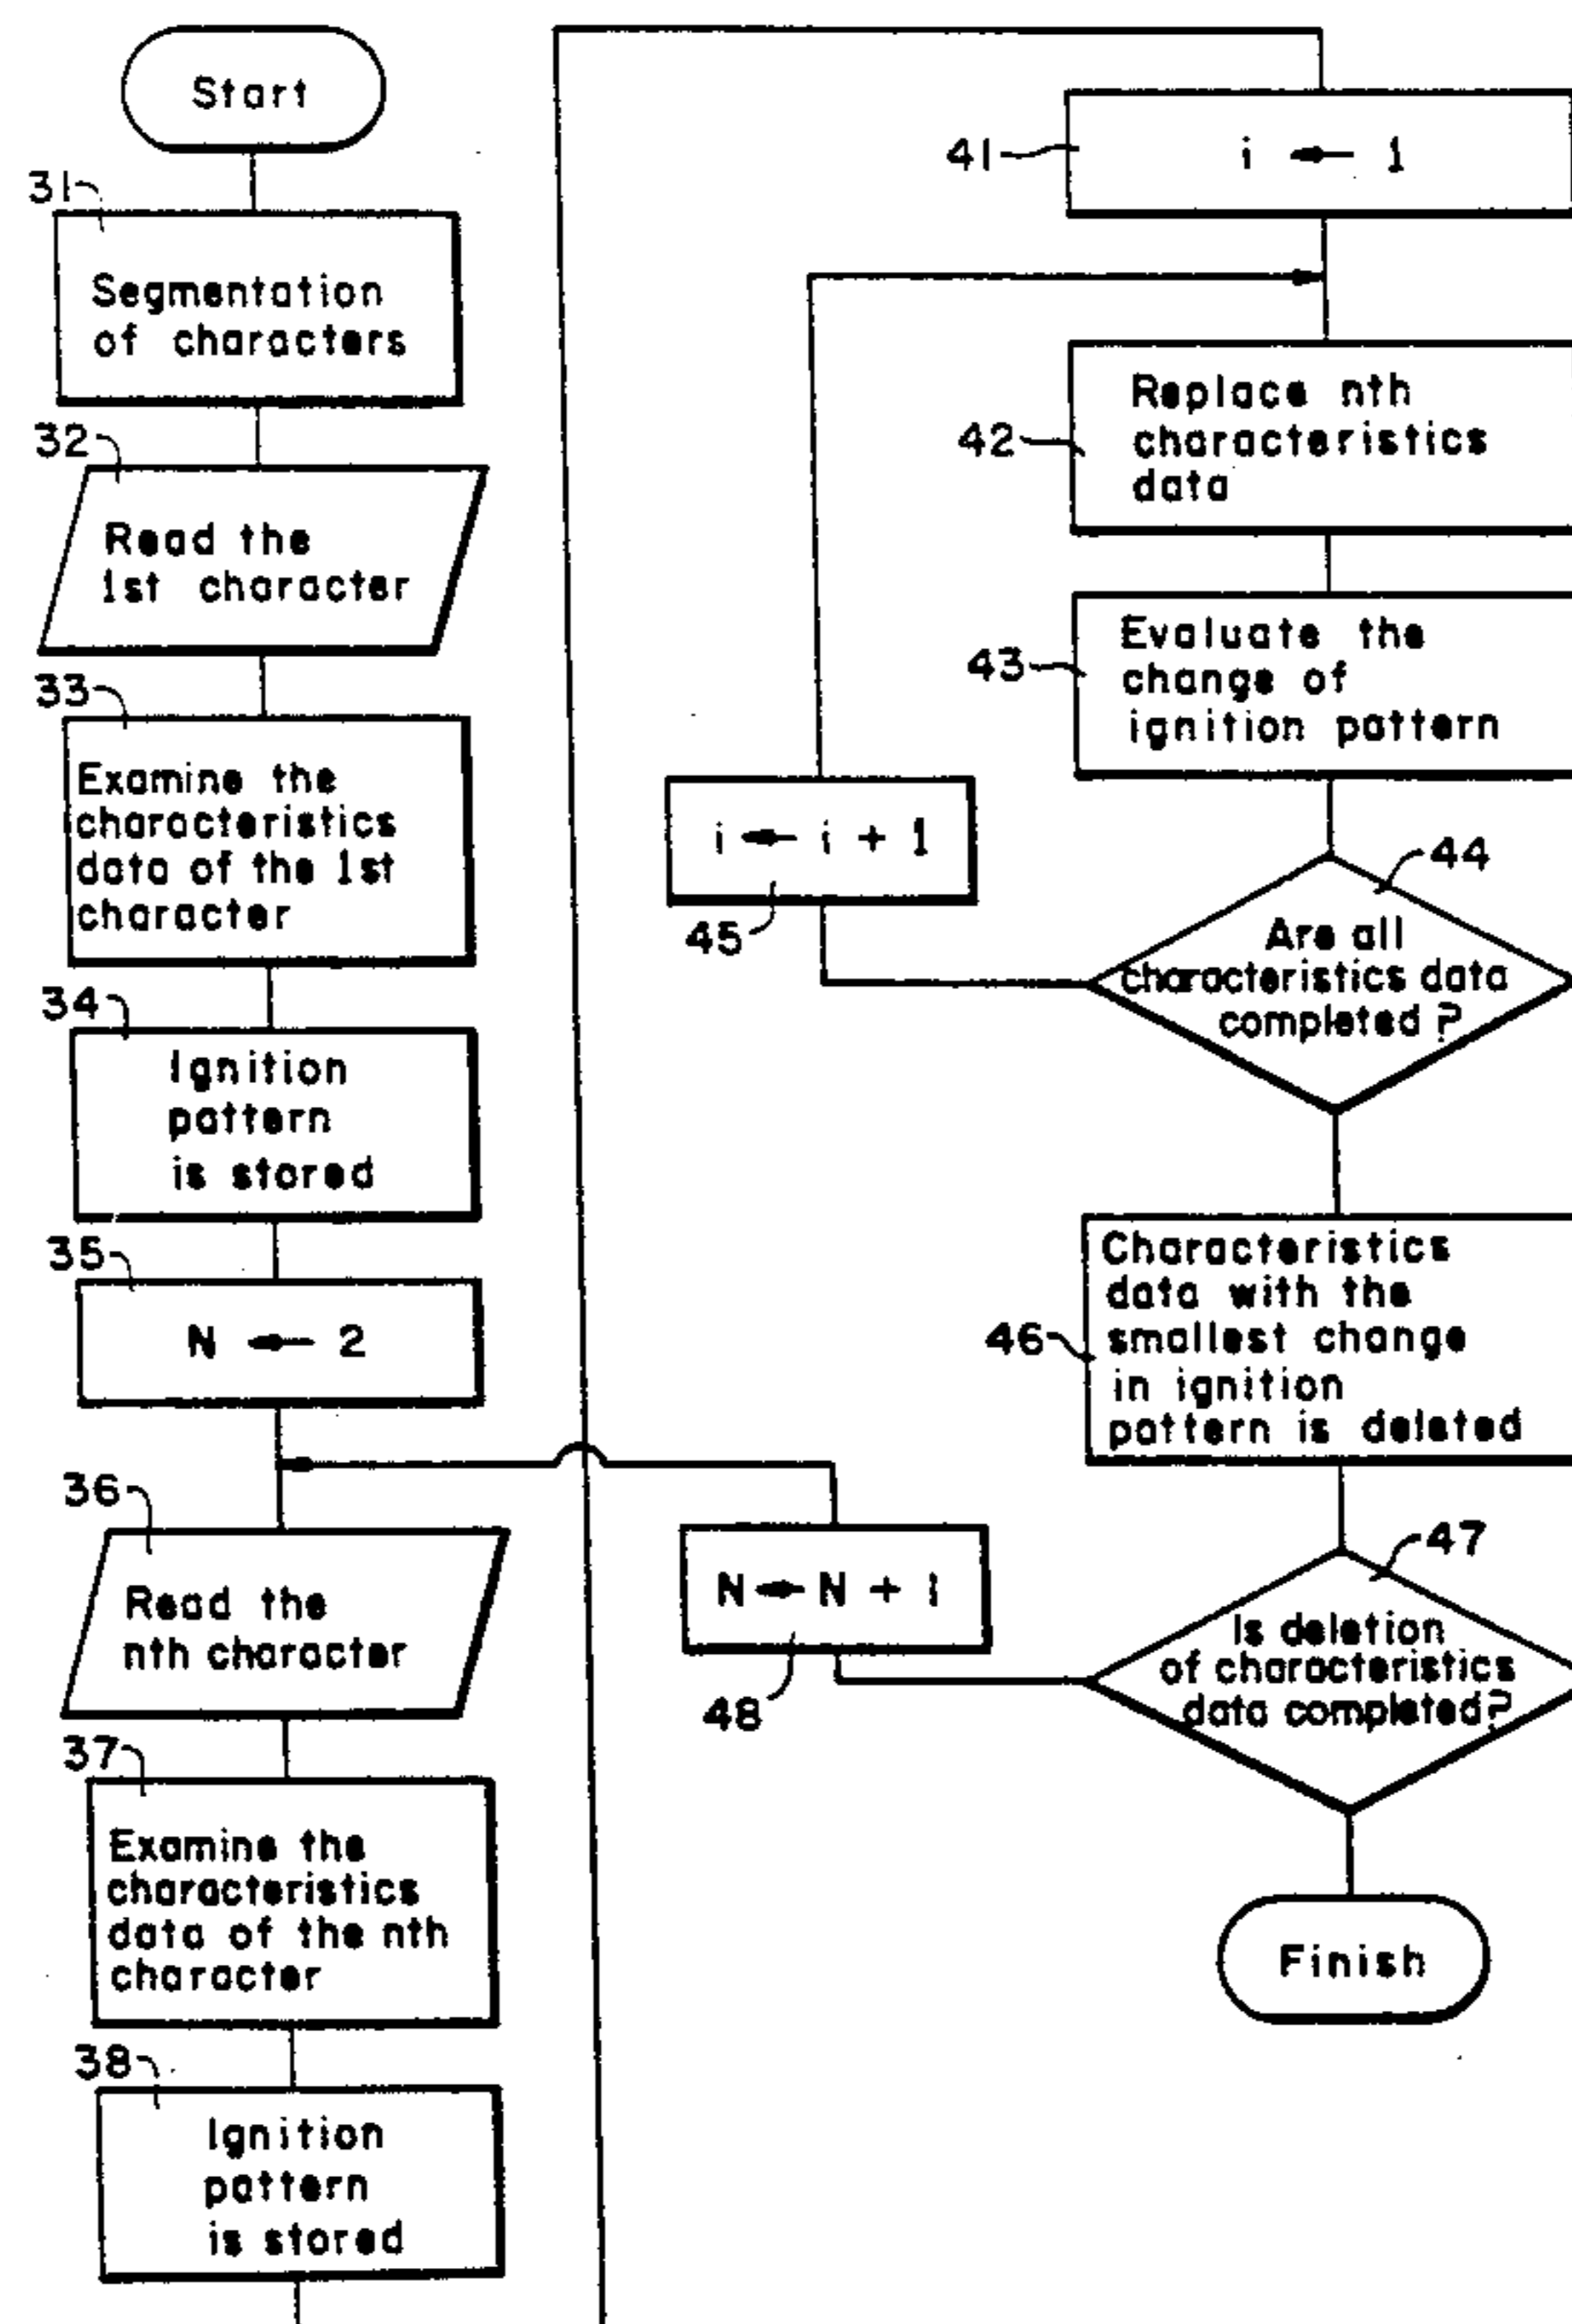 Start
31
Segmentation
of characters
32
Read the
1st character
33
Examine the
characteristics
data of the 1st
character
34
Ignition
pattern
is stored
35
N ← 2
36
Read the
nth character
37
Examine the
characteristics
data of the nth
character
38
Ignition
pattern
is stored
41
i ← 1
42
Replace nth
characteristics
data
43
Evaluate the
change of
ignition pattern
44
Are all
characteristics data
completed?
45
i ← i + 1
46
Characteristics
data with the
smallest change
in ignition
pattern is deleted
47
Is deletion
of characteristics
data completed?
48
N ← N + 1
Finish